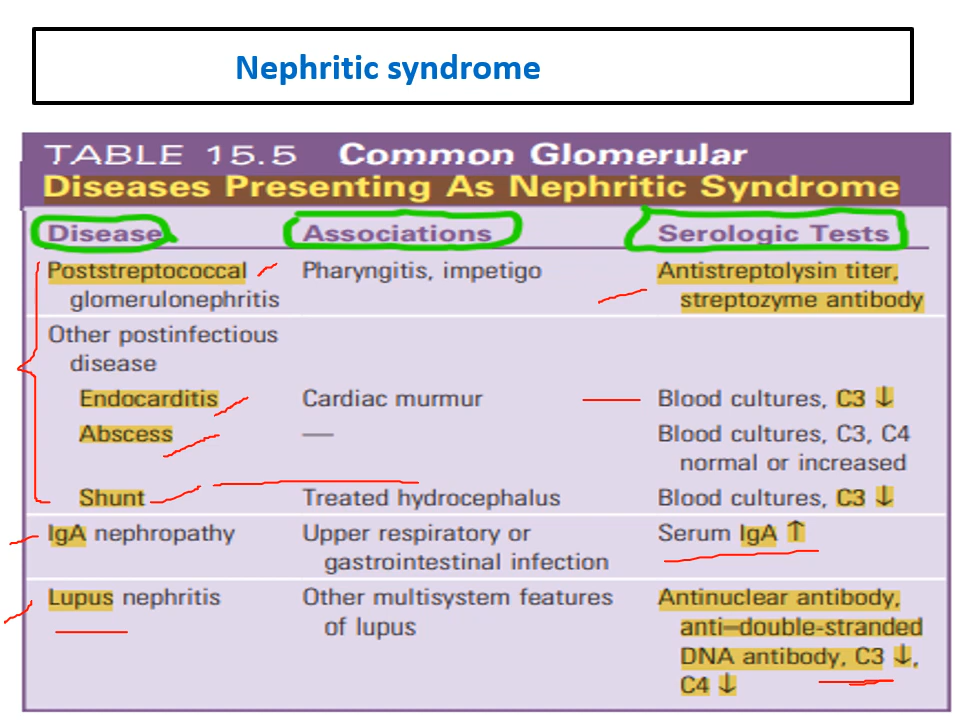 Nephritic syndrome
TABLE 15.5 Common Glomerular
Diseases Presenting As Nephritic Syndrome
Disease Associations Serologic Tests
Poststreptococcal Pharyngitis, impetigo Antistreptolysin titer,
glomerulonephritis streptozyme antibody
Other postinfectious
disease
Endocarditis Cardiac murmur Blood cultures, C3 ↓
Abscess — Blood cultures, C3, C4
normal or increased
Shunt Treated hydrocephalus Blood cultures, C3 ↓
IgA nephropathy Upper respiratory or Serum IgA ↑
gastrointestinal infection
Lupus nephritis Other multisystem features Antinuclear antibody,
of lupus anti–double-stranded
DNA antibody, C3 ↓,
C4 ↓